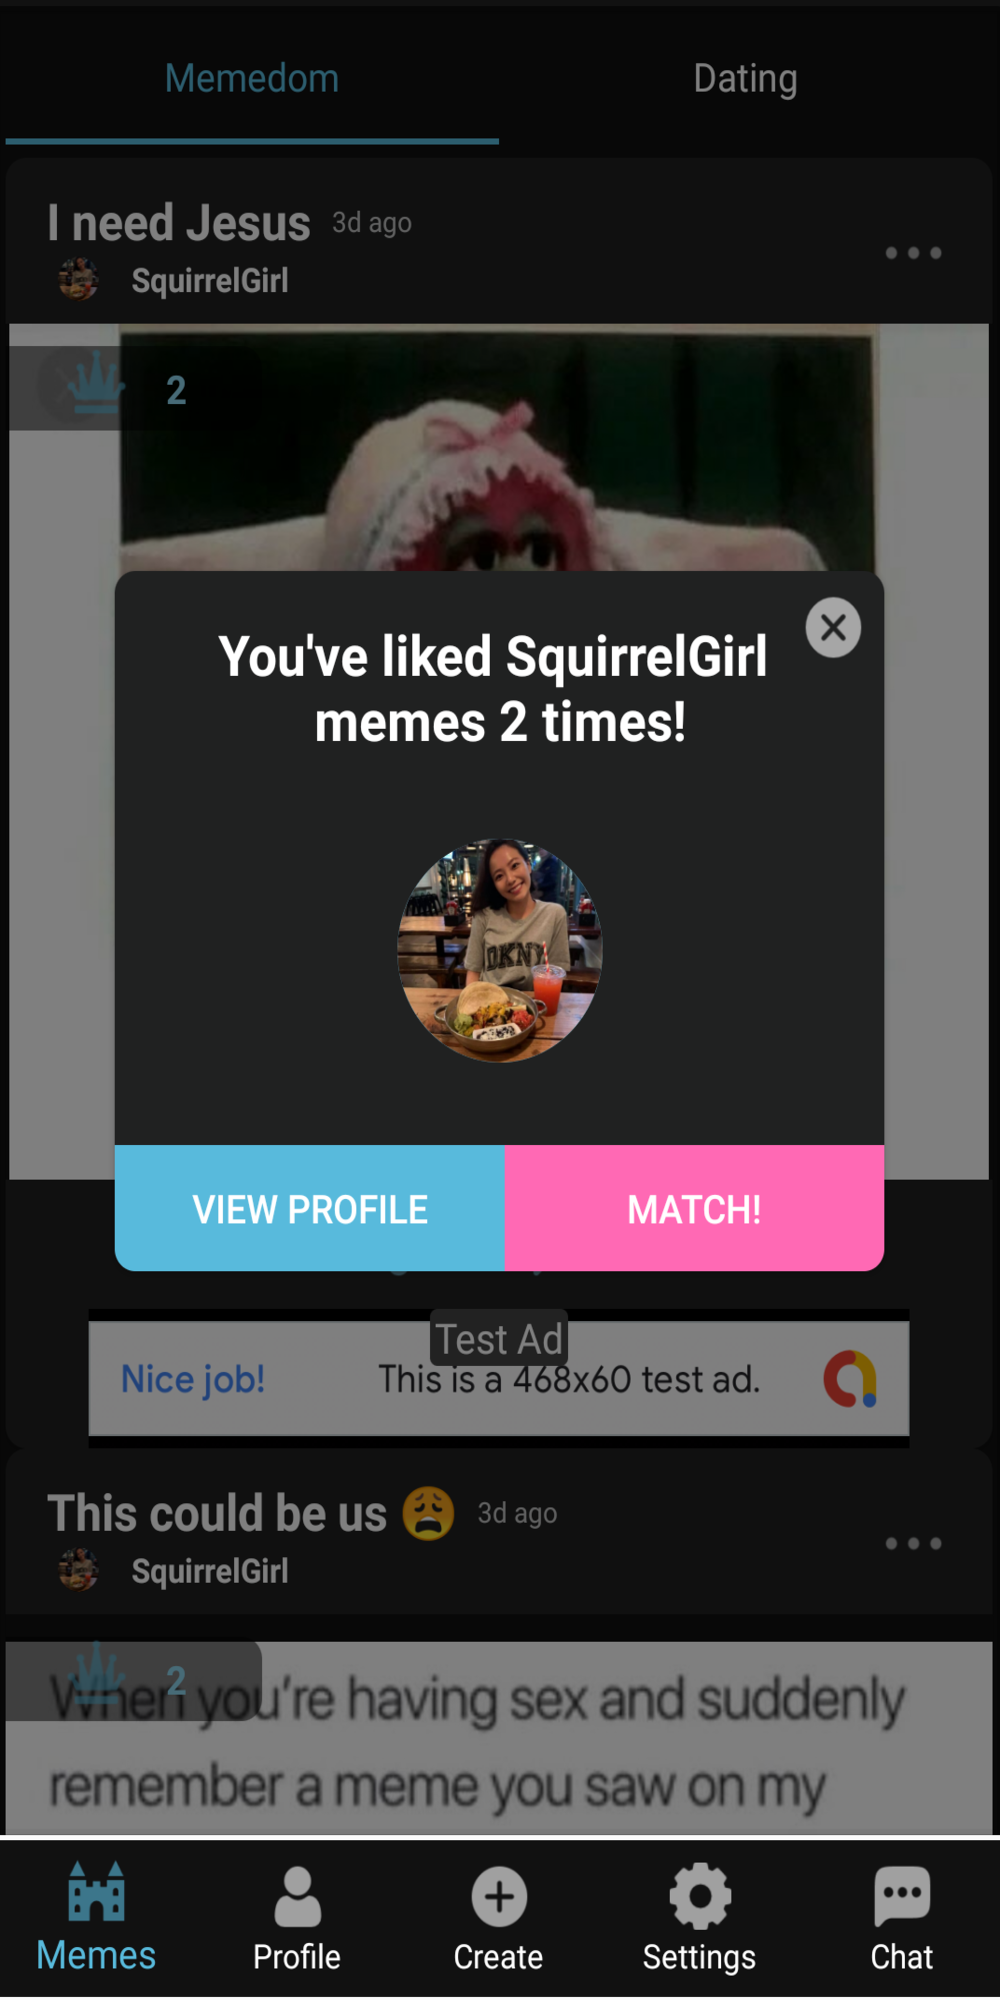 Memedom
Dating
I need Jesus 3d ago
SquirrelGirl
2
You've liked SquirrelGirl
memes 2 times!
DKNY
VIEW PROFILE
MATCH!
Test Ad
Nice job!
This is a 468x60 test ad.
This could be us 😩 3d ago
SquirrelGirl
2
When you're having sex and suddenly
remember a meme you saw on my
Memes
Profile
Create
Settings
Chat